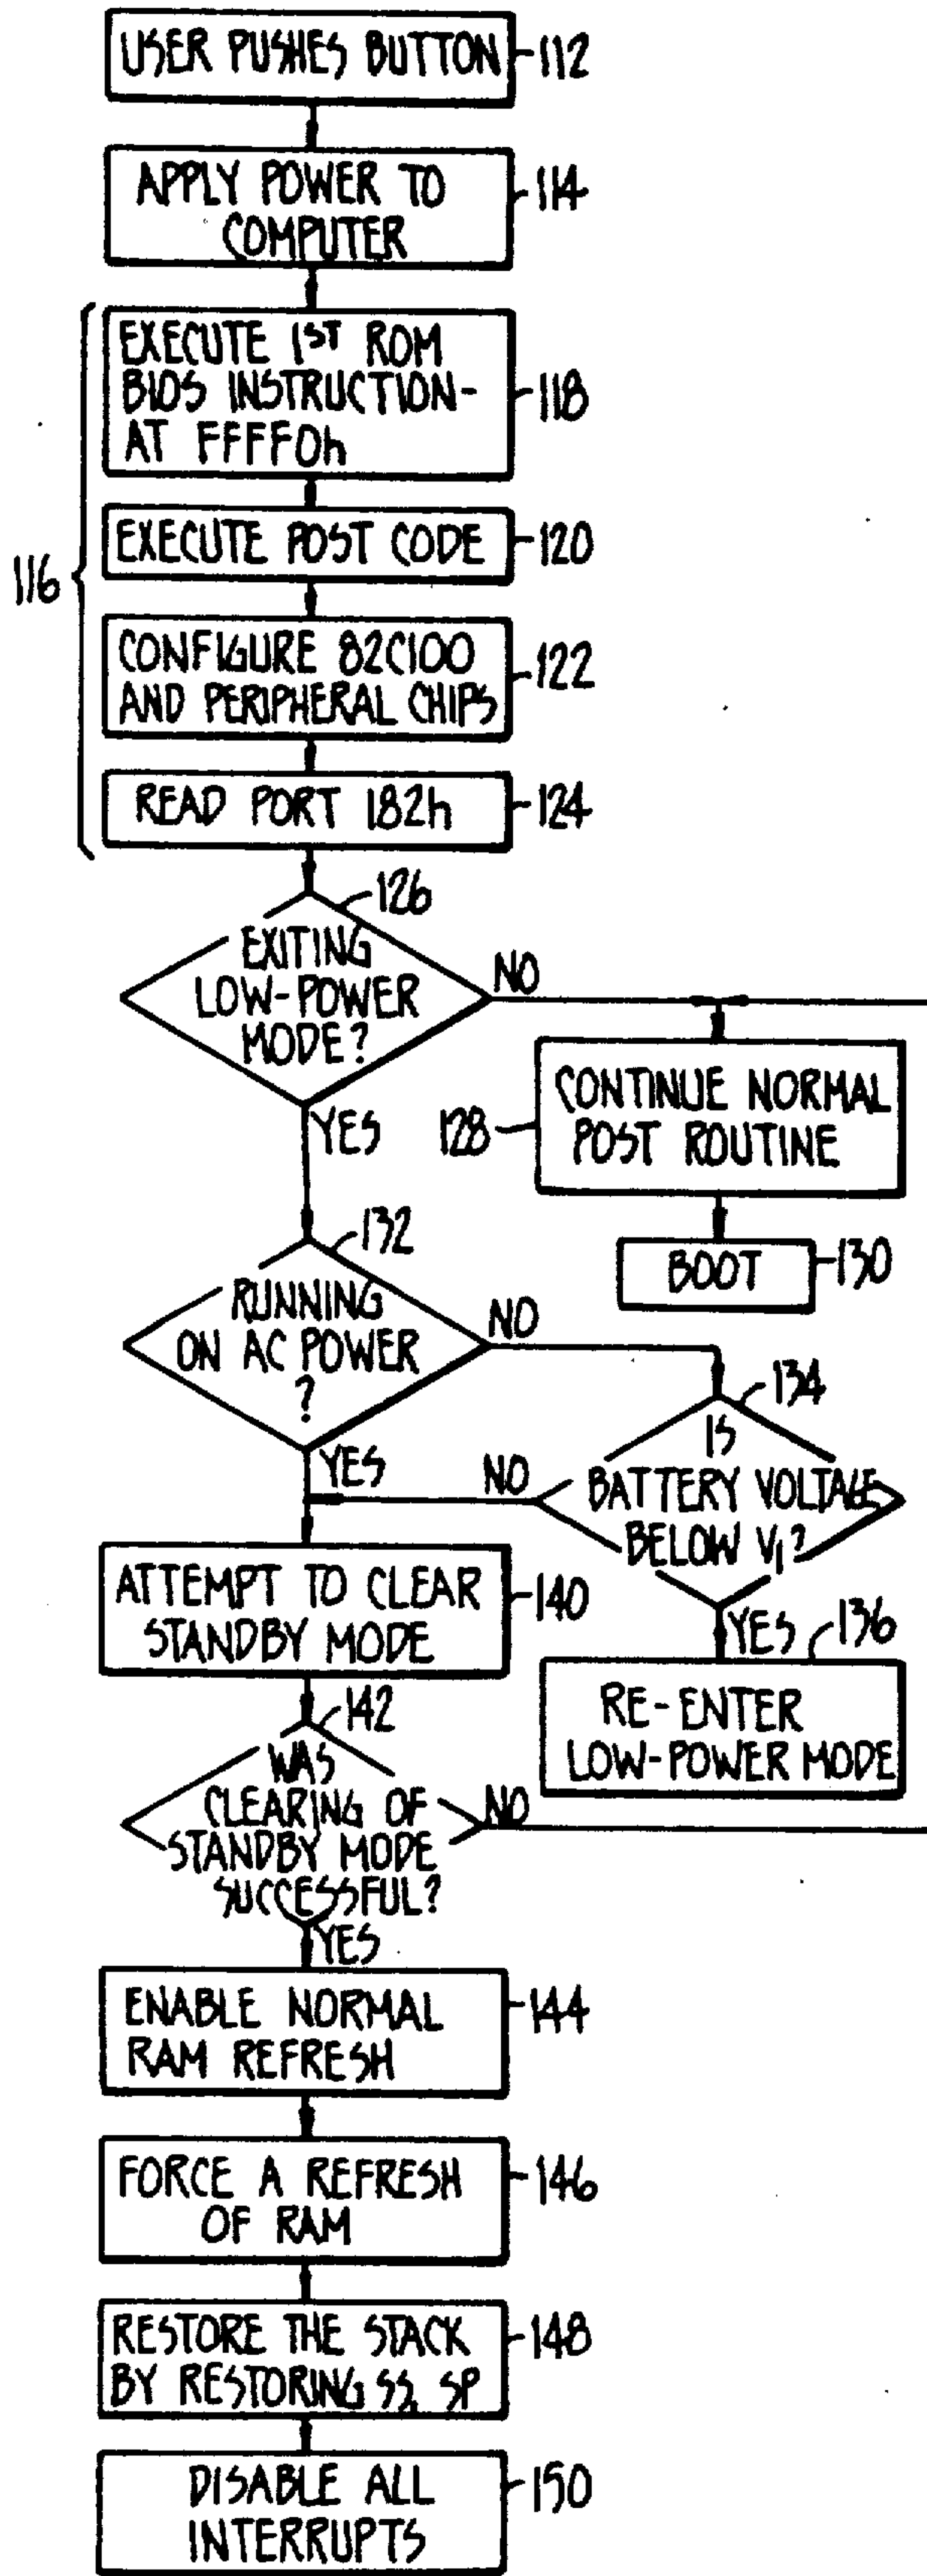 USER PUSHES BUTTON
112
APPLY POWER TO
COMPUTER
114
116
EXECUTE 1ST ROM
BIOS INSTRUCTION-
AT FFFF0h
118
EXECUTE POST CODE
120
CONFIGURE 82C100
AND PERIPHERAL CHIPS
122
READ PORT 182h
124
126
EXITING
LOW-POWER
MODE?
NO
YES
CONTINUE NORMAL
POST ROUTINE
128
BOOT
130
132
RUNNING
ON AC POWER
?
NO
YES
134
IS
BATTERY VOLTAGE
BELOW V1?
NO
YES
136
RE-ENTER
LOW-POWER MODE
ATTEMPT TO CLEAR
STANDBY MODE
140
142
WAS
CLEARING OF
STANDBY MODE
SUCCESSFUL?
NO
YES
ENABLE NORMAL
RAM REFRESH
144
FORCE A REFRESH
OF RAM
146
RESTORE THE STACK
BY RESTORING SS, SP
148
DISABLE ALL
INTERRUPTS
150